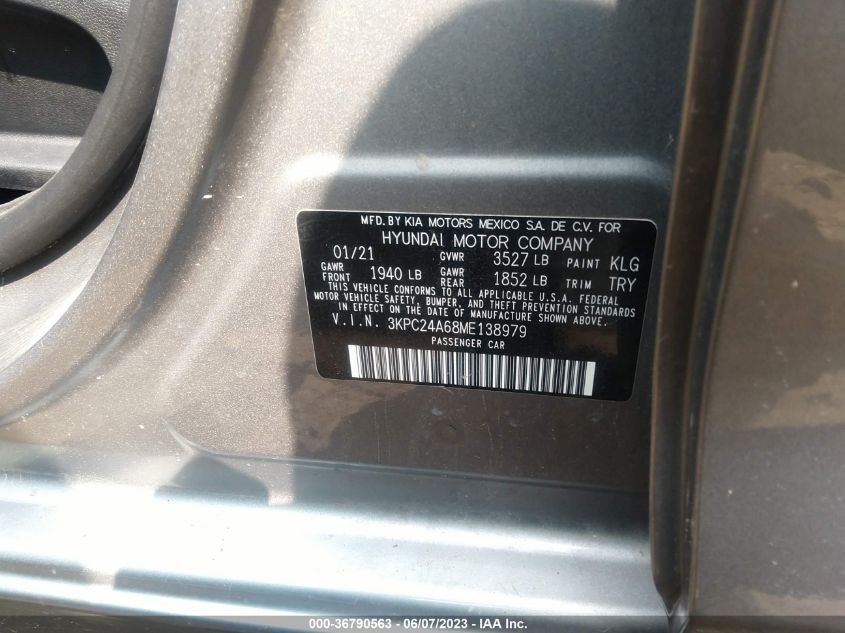 MFD. BY KIA MOTORS MEXICO S.A. DE C.V. FOR
HYUNDAI MOTOR COMPANY
01/21 GVWR 3527 LB PAINT KLG
GAWR FRONT 1940 LB GAWR REAR 1852 LB TRIM TRY
THIS VEHICLE CONFORMS TO ALL APPLICABLE U.S.A. FEDERAL
MOTOR VEHICLE SAFETY, BUMPER, AND THEFT PREVENTION STANDARDS
IN EFFECT ON THE DATE OF MANUFACTURE SHOWN ABOVE.
V.I.N. 3KPC24A68ME138979
PASSENGER CAR
000-36790563 - 06/07/2023 - IAA Inc.